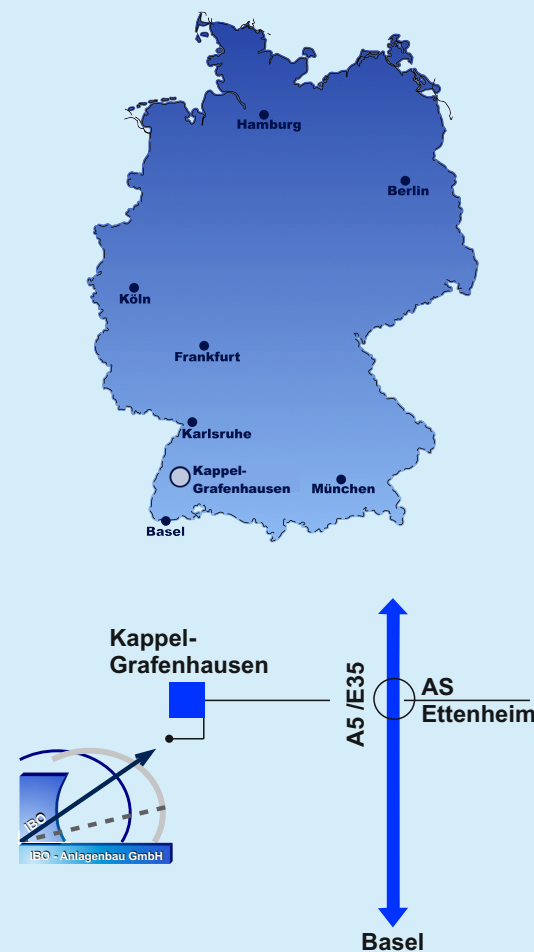 Hamburg
Berlin
Köln
Frankfurt
Karlsruhe
Kappel-
Grafenhausen
München
Basel
Kappel-
Grafenhausen
A5 /E35
AS
Ettenheim
IBO
IBO - Anlagenbau GmbH
Basel